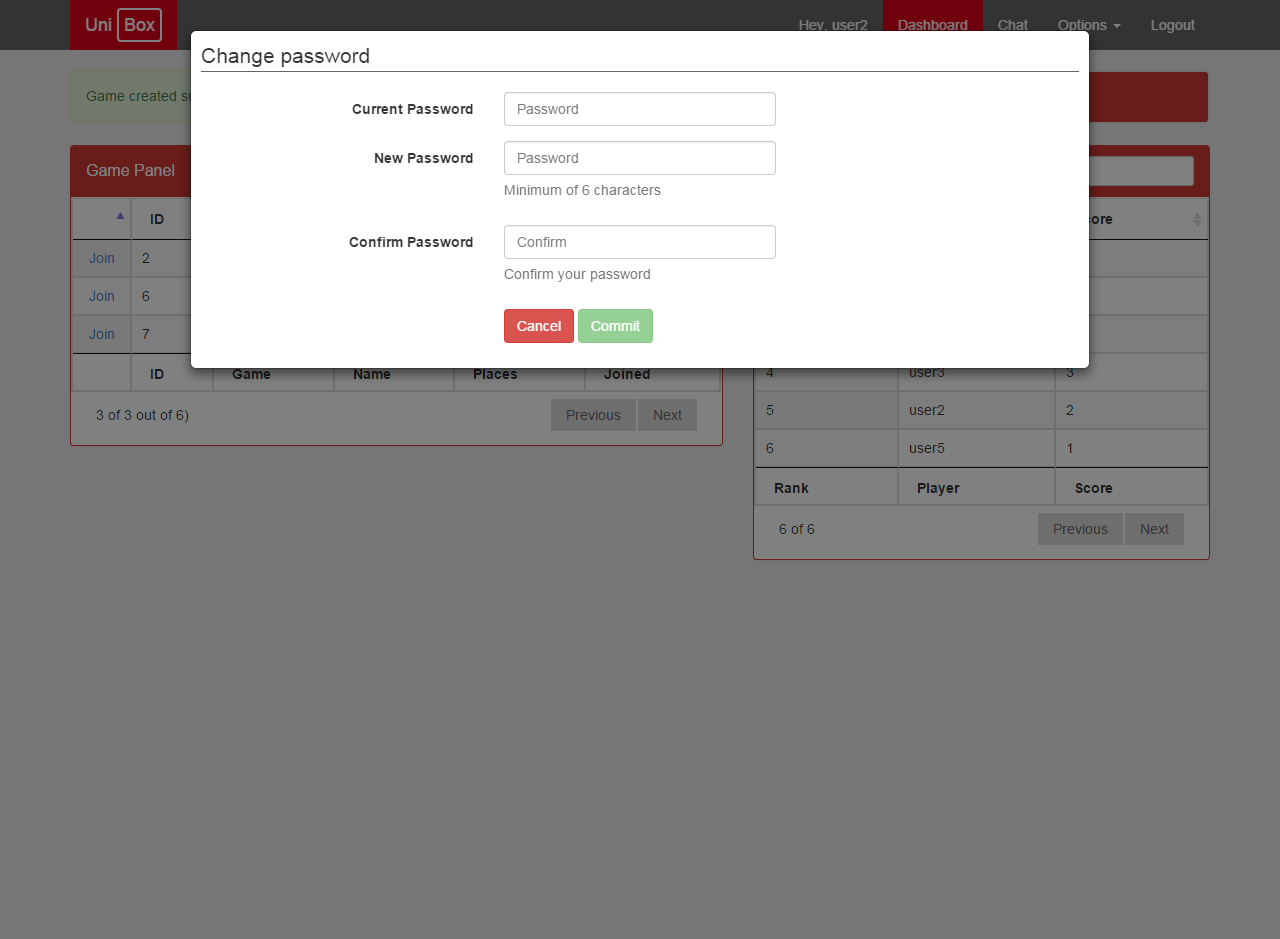 Uni Box
Hey, user2 Dashboard Chat Options Logout
Change password
Game created
Current Password Password
New Password Password
Minimum of 6 characters
Confirm Password Confirm
Confirm your password
Cancel Commit
Game Panel
ID
Join 2
Join 6
Join 7
ID Game Name Places Joined
3 of 3 out of 6)
Previous Next
4 user3 3
5 user2 2
6 user5 1
Rank Player Score
6 of 6
Previous Next